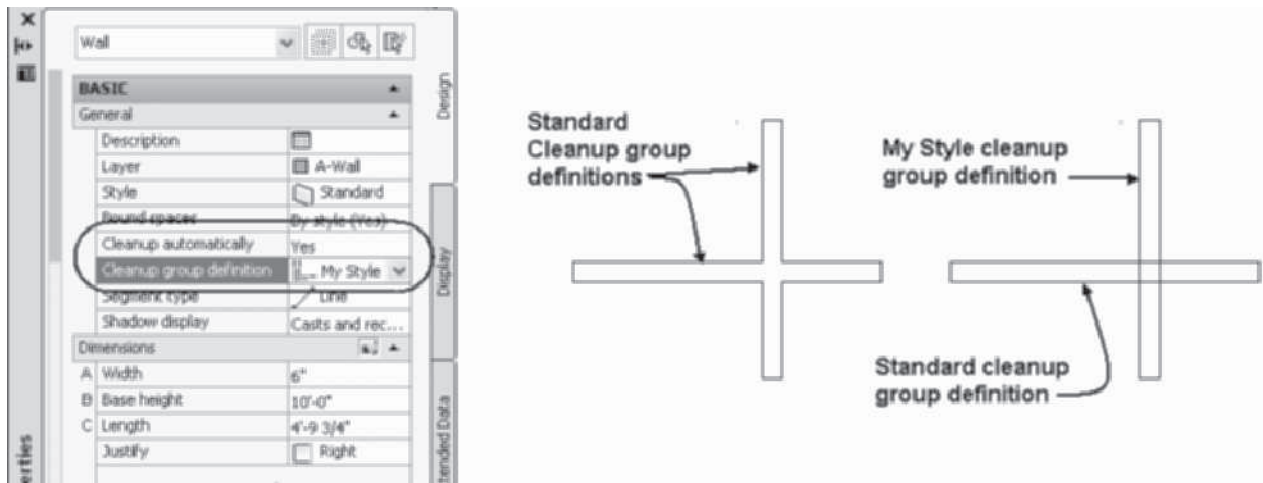 Wall
BASIC
General
Description
Layer A-Wall
Style Standard
Bound spaces By style (Yes)
Cleanup automatically Yes
Cleanup group definition My Style
Segment type Line
Shadow display Casts and rec...
Dimensions
A Width 6"
B Base height 10'-0"
C Length 4'-9 3/4"
Justify Right
Design
Display
tended Data
erties
Standard
Cleanup group
definitions
My Style cleanup
group definition
Standard cleanup
group definition